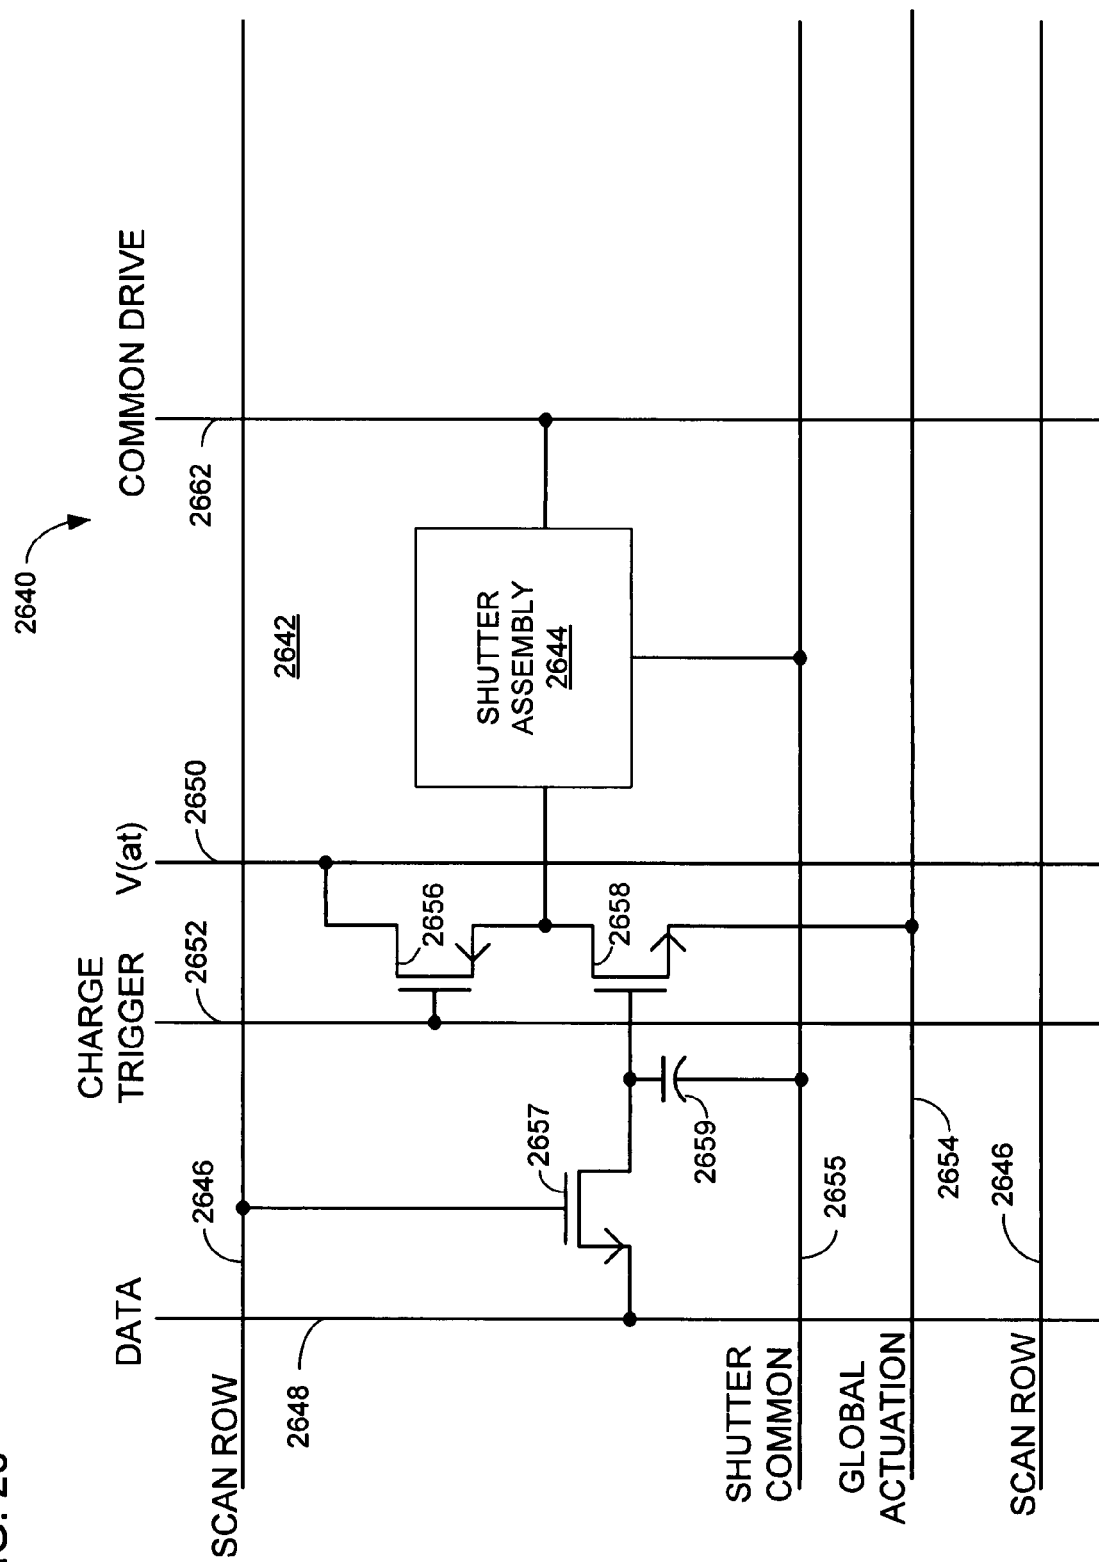 2640
COMMON DRIVE
2662
2642
SHUTTER
ASSEMBLY
2644
V(at)
2650
CHARGE
TRIGGER
2652
2656
2658
DATA
2648
SCAN ROW
2646
2657
2659
SHUTTER
COMMON
2655
GLOBAL
ACTUATION
2654
SCAN ROW
2646